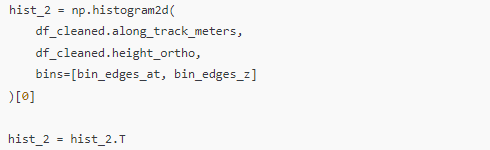 hist_2 = np.histogram2d(
    df_cleaned.along_track_meters,
    df_cleaned.height_ortho,
    bins=[bin_edges_at, bin_edges_z]
)[0]

hist_2 = hist_2.T